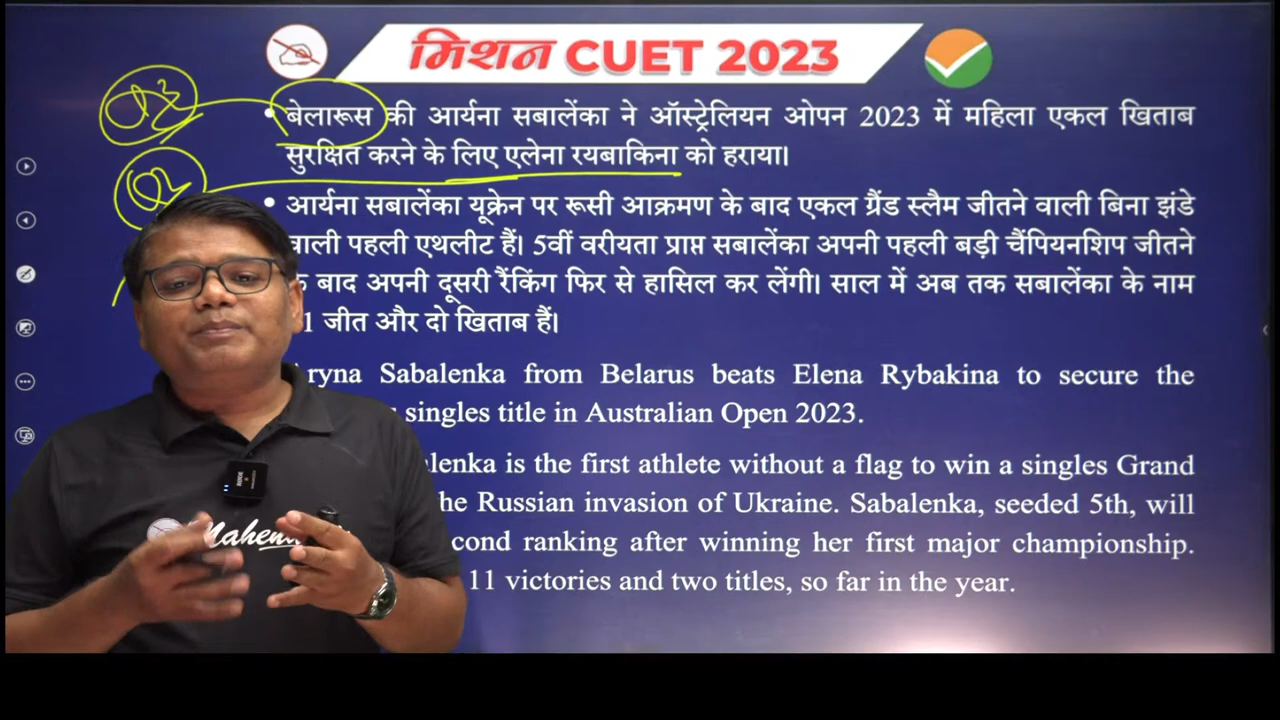 मिशन CUET 2023
Q3
• बेलारूस की आर्यना सबालेंका ने ऑस्ट्रेलियन ओपन 2023 में महिला एकल खिताब
सुरक्षित करने के लिए एलेना रयबाकिना को हराया।
Q2
• आर्यना सबालेंका यूक्रेन पर रूसी आक्रमण के बाद एकल ग्रैंड स्लैम जीतने वाली बिना झंडे
वाली पहली एथलीट हैं। 5वीं वरीयता प्राप्त सबालेंका अपनी पहली बड़ी चैंपियनशिप जीतने
बाद अपनी दूसरी रैंकिंग फिर से हासिल कर लेंगी। साल में अब तक सबालेंका के नाम
1 जीत और दो खिताब हैं।
ryna Sabalenka from Belarus beats Elena Rybakina to secure the
singles title in Australian Open 2023.
lenka is the first athlete without a flag to win a singles Grand
he Russian invasion of Ukraine. Sabalenka, seeded 5th, will
cond ranking after winning her first major championship.
11 victories and two titles, so far in the year.